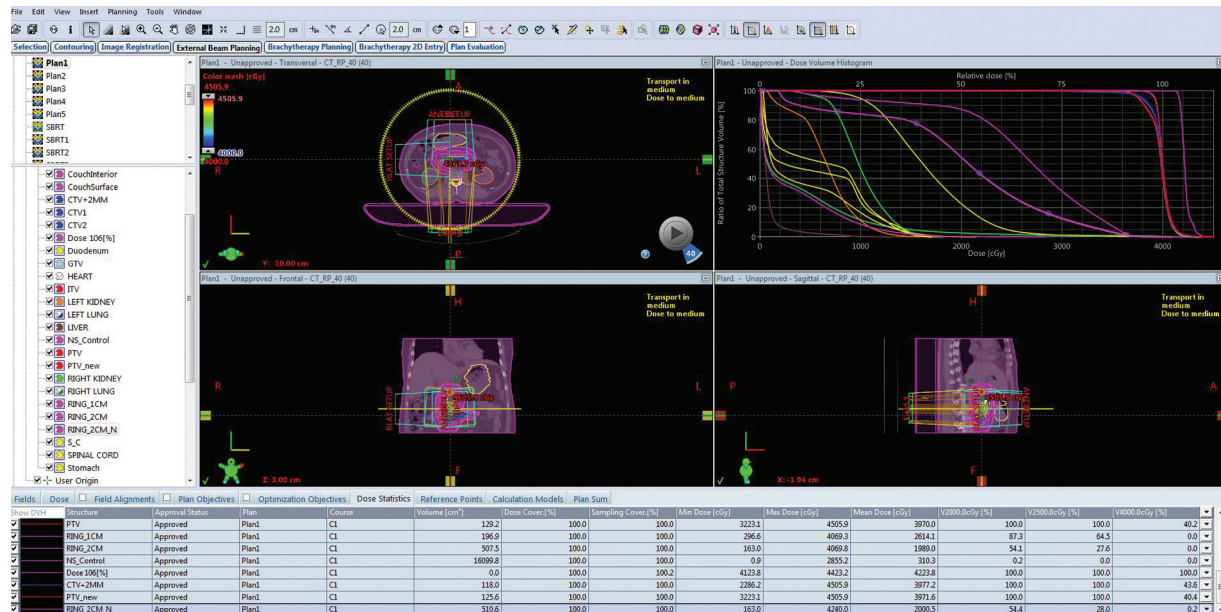 File Edit View Insert Planning Tools Window
2.0 cm 2.0 cm 1
Selection Contouring Image Registration External Beam Planning Brachytherapy Planning Brachytherapy 2D Entry Plan Evaluation
Plan1
Plan2
Plan3
Plan4
Plan5
SBRT
SBRT1
SBRT2
CouchInterior
CouchSurface
CTV+2MM
CTV1
CTV2
Dose 106[%]
Duodenum
GTV
HEART
ITV
LEFT KIDNEY
LEFT LUNG
LIVER
NS_Control
PTV
PTV_new
RIGHT KIDNEY
RIGHT LUNG
RING_1CM
RING_2CM
RING_2CM_N
S_C
SPINAL CORD
Stomach
User Origin
Plan1 - Unapproved - Transversal - CT_RP_40 (40)
Color wash [cGy]
4505.9
4505.9
4000.0
4000.0
Transport in
medium
Dose to medium
A
R
L
P
RLAT SETUP
Y: -10.00 cm
40
Plan1 - Unapproved - Dose Volume Histogram
Relative dose [%]
0 25 50 75 100
Ratio of Total Structure Volume [%]
100
80
60
40
20
0
0 1000 2000 3000 4000
Dose [cGy]
Plan1 - Unapproved - Frontal - CT_RP_40 (40)
Transport in
medium
Dose to medium
H
R
L
F
RLAT SETUP
4505.9 cGy
Z: 3.00 cm
Plan1 - Unapproved - Sagittal - CT_RP_40 (40)
Transport in
medium
Dose to medium
H
P
A
F
ANT SETUP
4505.9 cGy
X: -1.94 cm
Fields Dose Field Alignments Plan Objectives Optimization Objectives Dose Statistics Reference Points Calculation Models Plan Sum
Show DVH Structure Approval Status Plan Course Volume [cm³] Dose Cover.[%] Sampling Cover.[%] Min Dose [cGy] Max Dose [cGy] Mean Dose [cGy] V2000.0cGy [%] V2500.0cGy [%] V4000.0cGy [%]
PTV Approved Plan1 C1 129.2 100.0 100.0 3223.1 4505.9 3970.0 100.0 100.0 40.2
RING_1CM Approved Plan1 C1 196.9 100.0 100.0 296.6 4069.3 2614.1 87.3 64.5 0.0
RING_2CM Approved Plan1 C1 507.5 100.0 100.0 163.0 4069.8 1989.0 54.1 27.6 0.0
NS_Control Approved Plan1 C1 16099.8 100.0 100.0 0.9 2855.2 310.3 0.2 0.0 0.0
Dose 106[%] Approved Plan1 C1 0.0 100.0 100.2 4123.8 4423.2 4223.8 100.0 100.0 100.0
CTV+2MM Approved Plan1 C1 118.0 100.0 100.0 2286.2 4505.9 3977.2 100.0 100.0 43.6
PTV_new Approved Plan1 C1 125.6 100.0 100.0 3223.1 4505.9 3971.6 100.0 100.0 40.4
RING_2CM_N Approved Plan1 C1 510.6 100.0 100.0 163.0 4240.0 2000.5 54.4 28.0 0.2